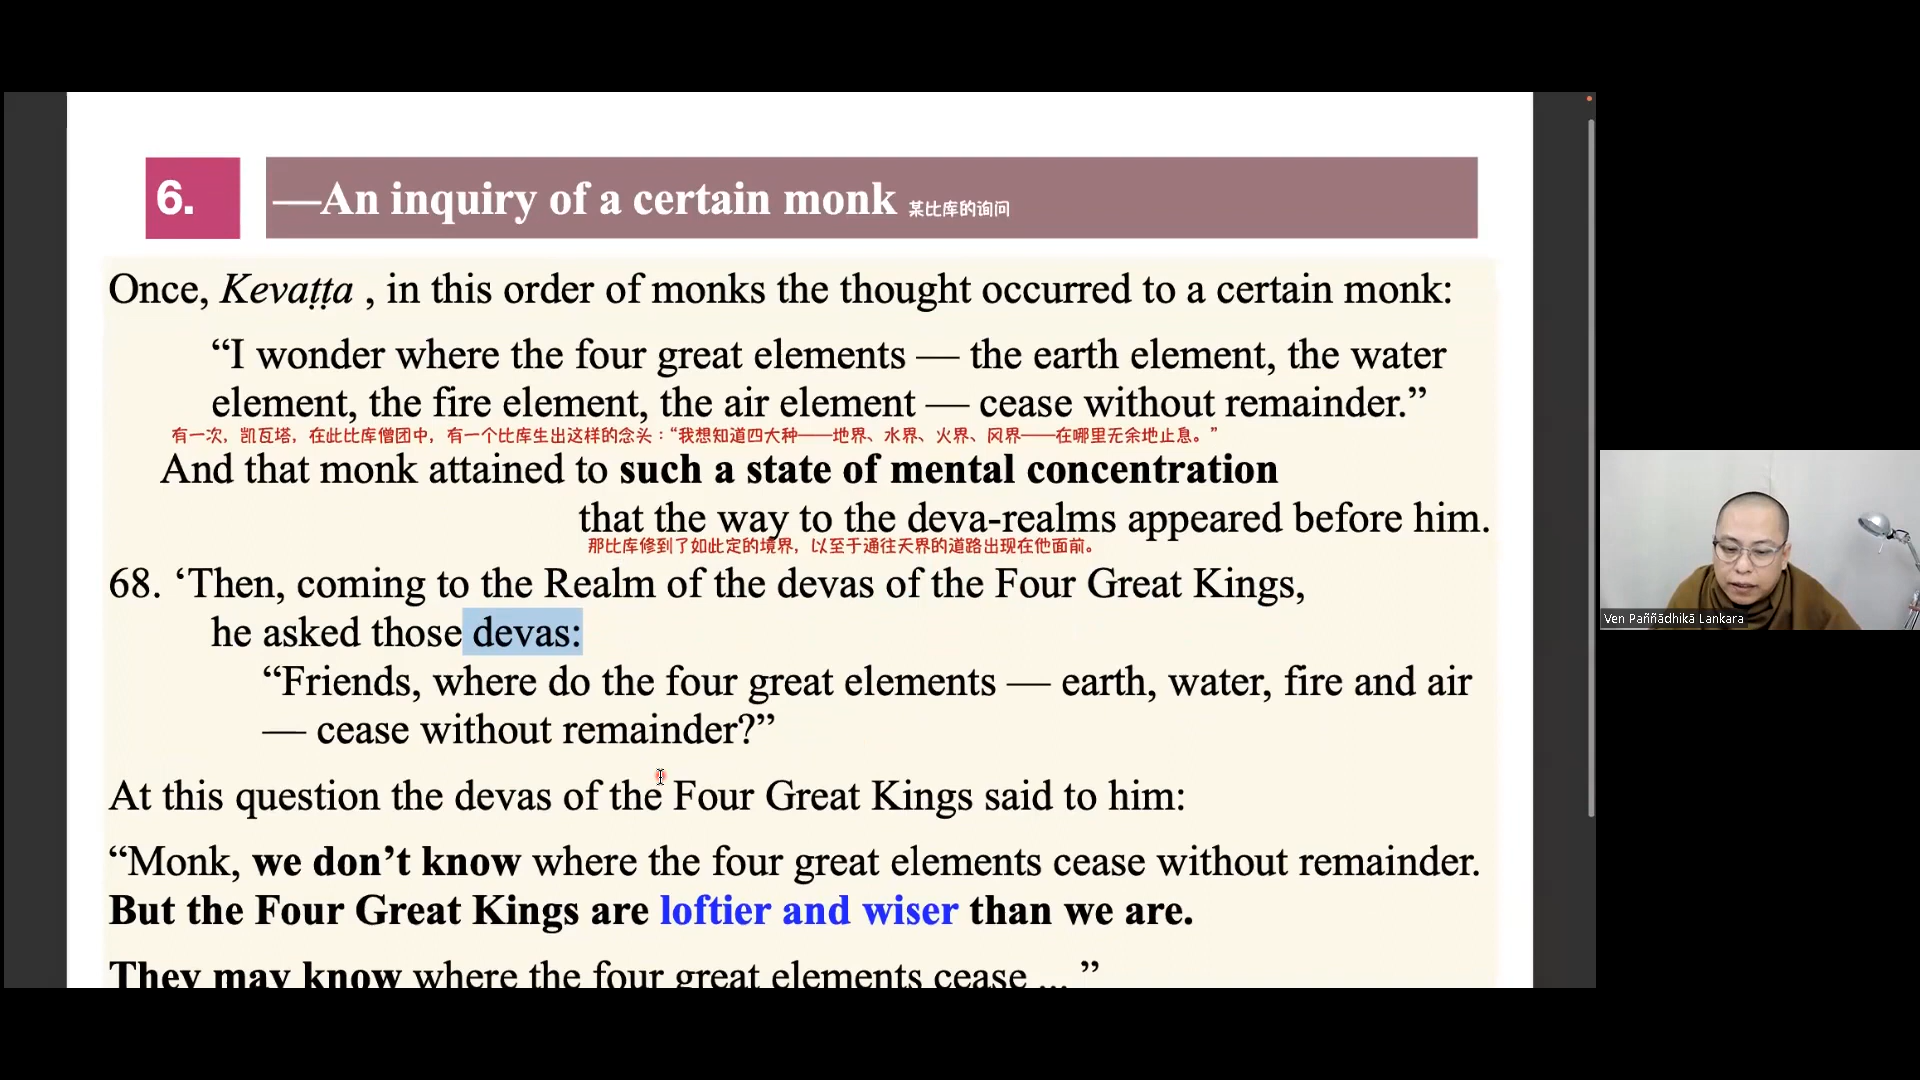 6.
—An inquiry of a certain monk 某比库的询问
Once, Kevaṭṭa , in this order of monks the thought occurred to a certain monk:
“I wonder where the four great elements — the earth element, the water
element, the fire element, the air element — cease without remainder.”
有一次，凯瓦塔，在此比库僧团中，有一个比库生出这样的念头：“我想知道四大种——地界、水界、火界、风界——在哪里无余地止息。”
And that monk attained to such a state of mental concentration
that the way to the deva-realms appeared before him.
那比库修到了如此定的境界，以至于通往天界的道路出现在他面前。
68. ‘Then, coming to the Realm of the devas of the Four Great Kings,
he asked those devas:
“Friends, where do the four great elements — earth, water, fire and air
— cease without remainder?”
At this question the devas of the Four Great Kings said to him:
“Monk, we don’t know where the four great elements cease without remainder.
But the Four Great Kings are loftier and wiser than we are.
They may know where the four great elements cease ... ”
Ven Paññādhikā Lankara